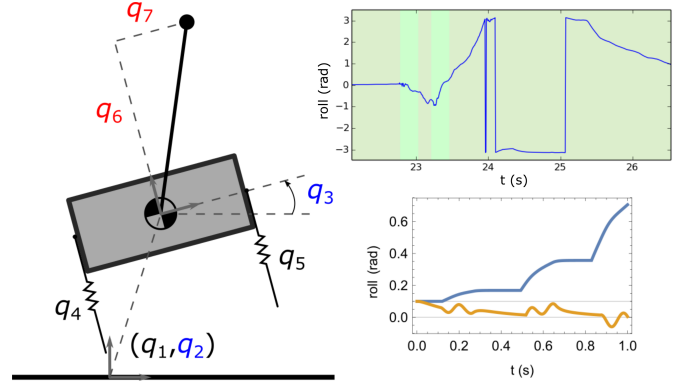 q7
q6
q3
q5
q4
(q1,q2)
roll (rad)
3
2
1
0
−1
−2
−3
23 24 25 26
t (s)
roll (rad)
0.6
0.4
0.2
0.0
0.0 0.2 0.4 0.6 0.8 1.0
t (s)